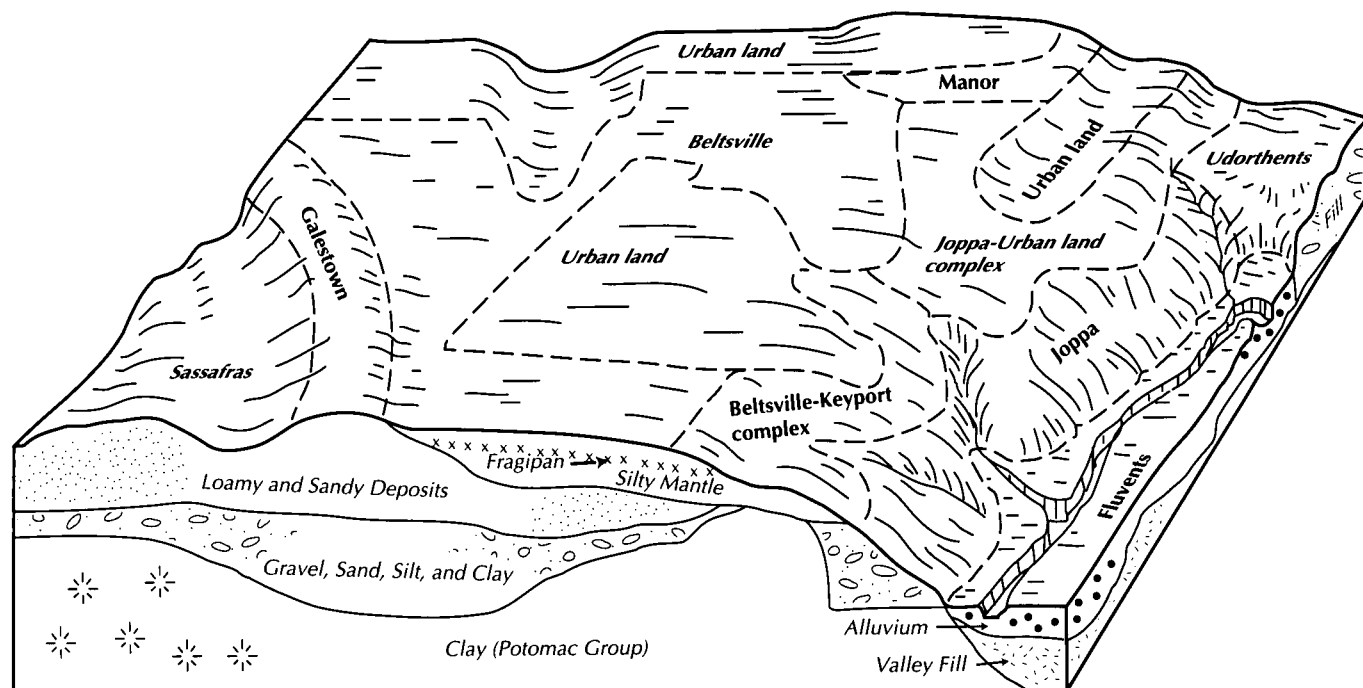 Urban land
Manor
Beltsville
Urban land
Udorthents
Fill
Galestown
Urban land
Joppa-Urban land
complex
Sassafras
Joppa
Beltsville-Keyport
complex
Fragipan
Silty Mantle
Loamy and Sandy Deposits
Fluvents
Gravel, Sand, Silt, and Clay
Alluvium
Clay (Potomac Group)
Valley Fill